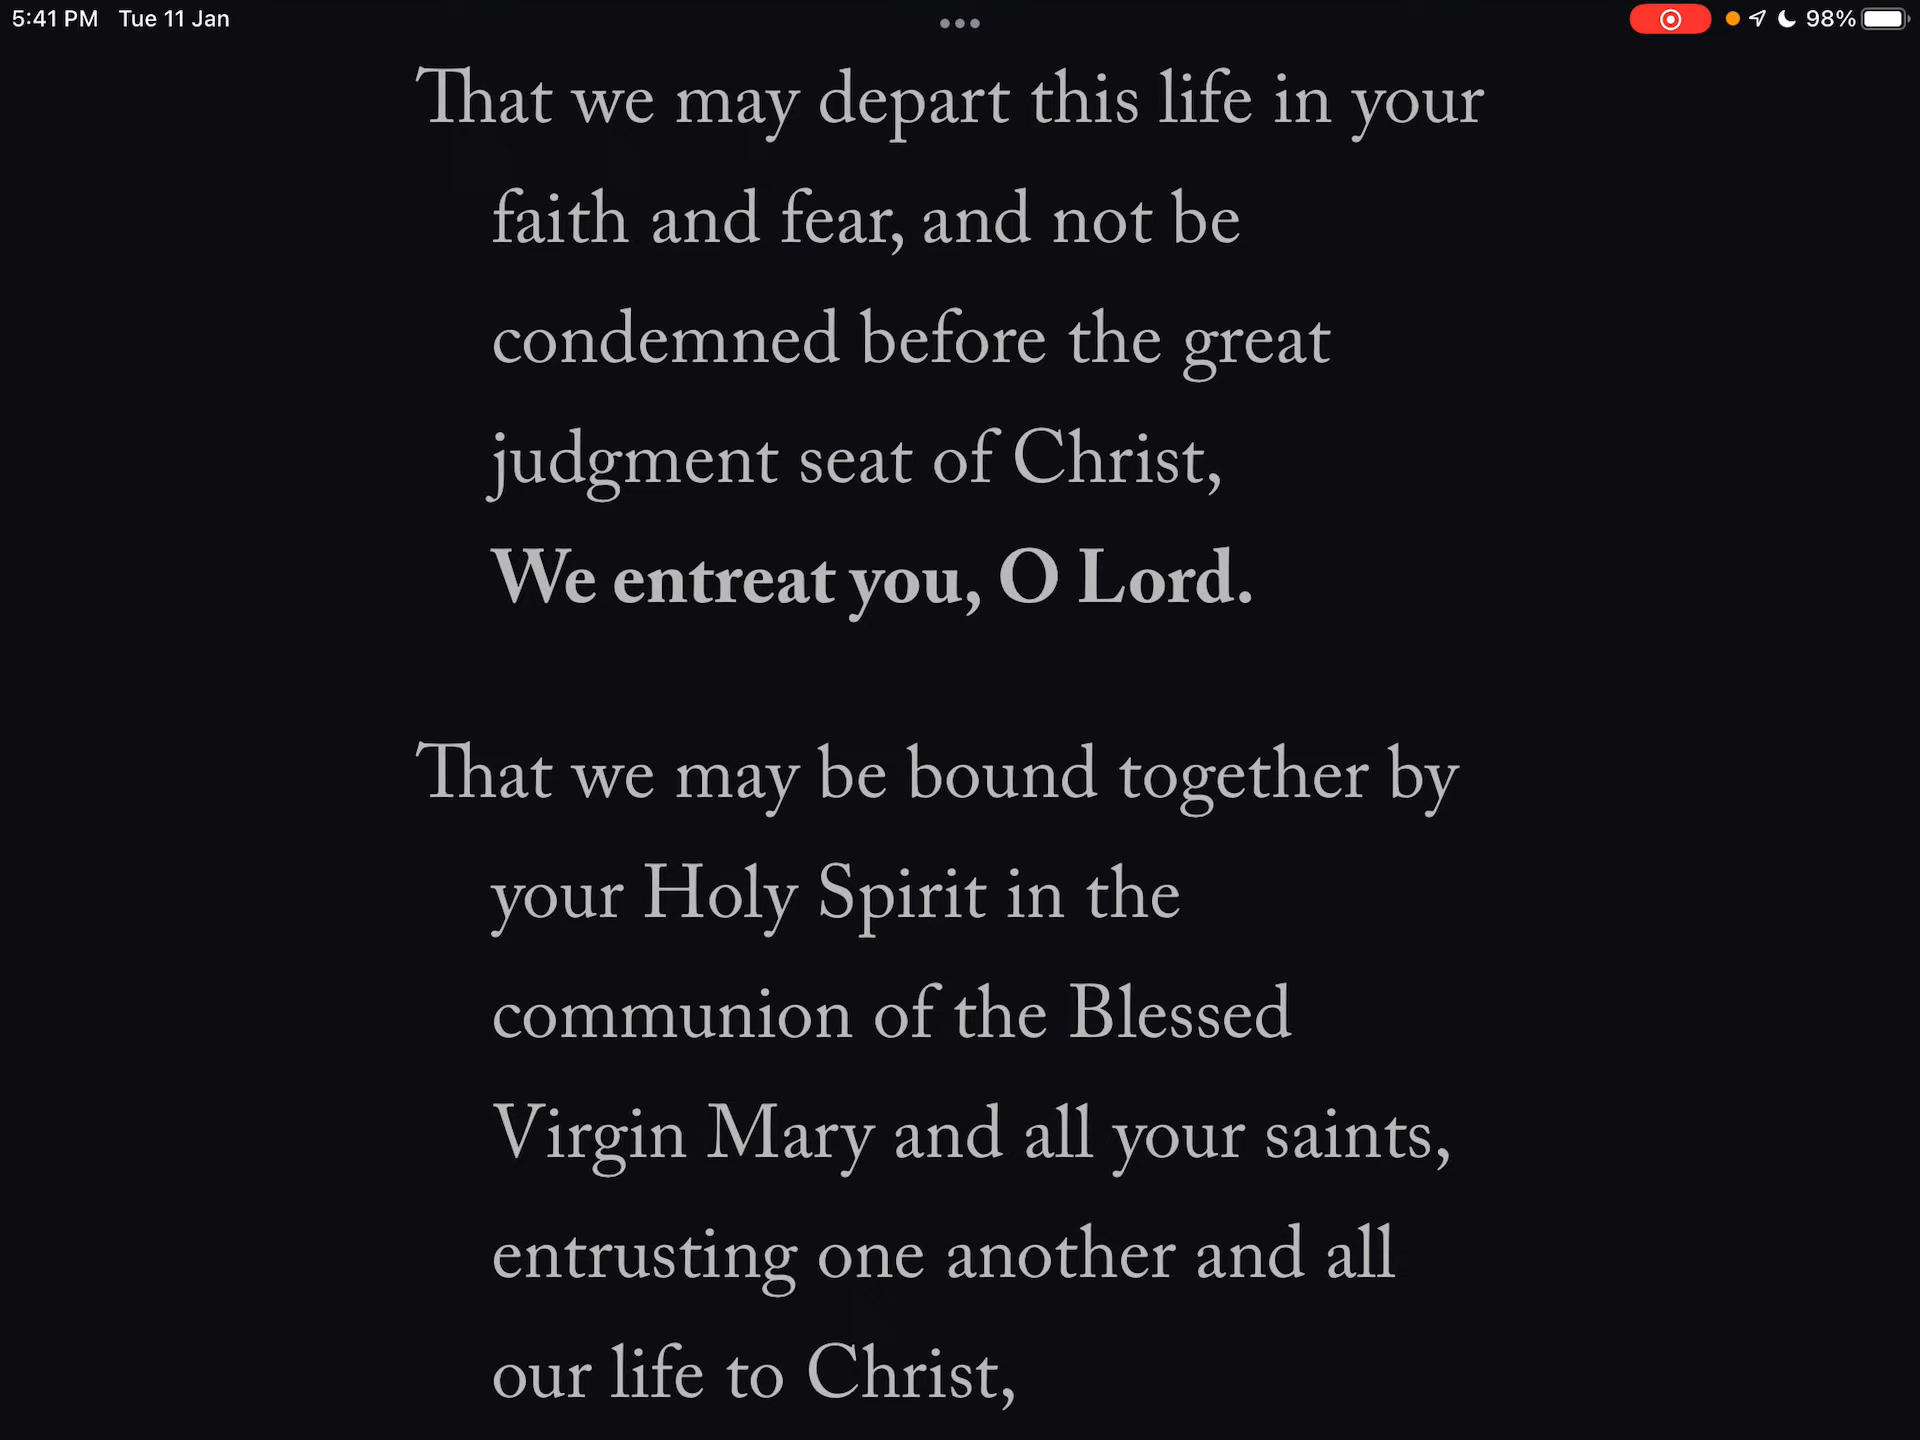 5:41 PM Tue 11 Jan
98%
That we may depart this life in your
faith and fear, and not be
condemned before the great
judgment seat of Christ,
We entreat you, O Lord.
That we may be bound together by
your Holy Spirit in the
communion of the Blessed
Virgin Mary and all your saints,
entrusting one another and all
our life to Christ,